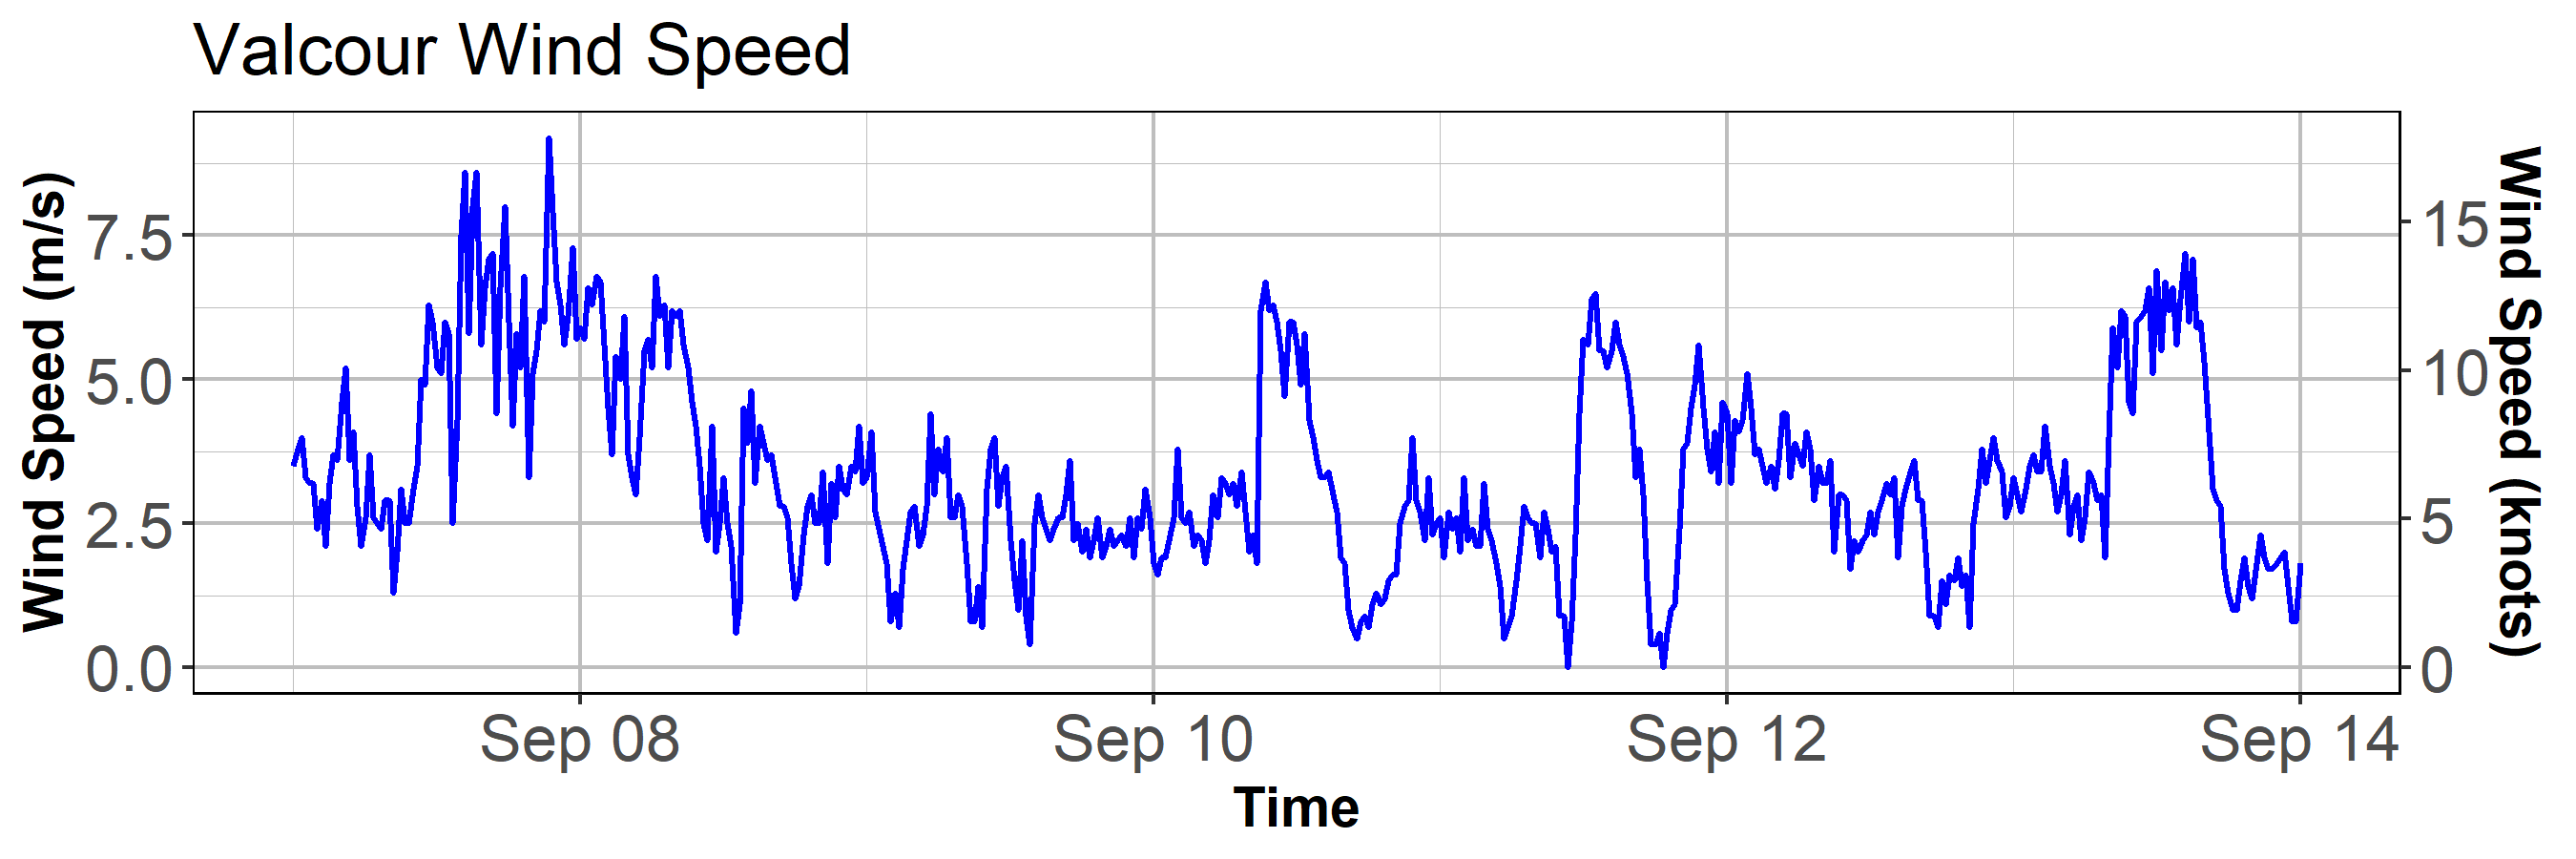 Valcour Wind Speed
Wind Speed (m/s)
7.5
5.0
2.5
0.0
15
10
5
0
Wind Speed (knots)
Sep 08
Sep 10
Sep 12
Sep 14
Time